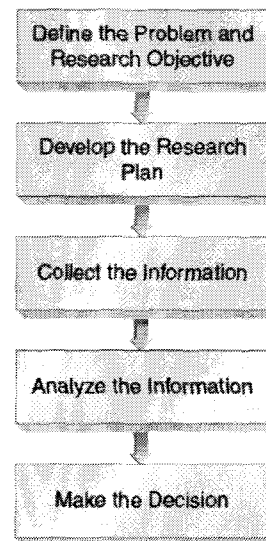 Define the Problem and
Research Objective
Develop the Research
Plan
Collect the Information
Analyze the Information
Make the Decision